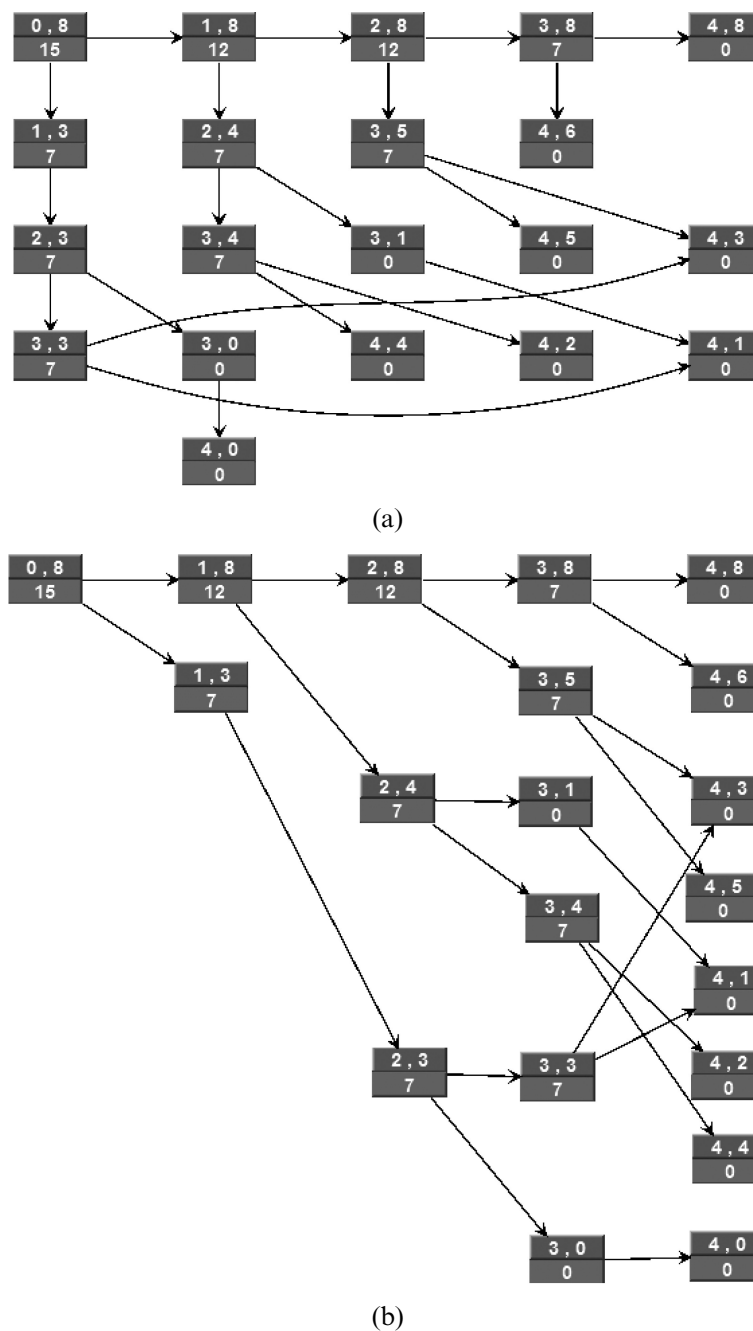 0 , 8 1 , 8 2 , 8 3 , 8 4 , 8
15 12 12 7 0
1 , 3 2 , 4 3 , 5 4 , 6
7 7 7 0
2 , 3 3 , 4 3 , 1 4 , 5 4 , 3
7 7 0 0 0
3 , 3 3 , 0 4 , 4 4 , 2 4 , 1
7 0 0 0 0
4 , 0
0
(a)
0 , 8 1 , 8 2 , 8 3 , 8 4 , 8
15 12 12 7 0
1 , 3 3 , 5 4 , 6
7 7 0
2 , 4 3 , 1 4 , 3
7 0 0
3 , 4 4 , 5
7 0
4 , 1
0
2 , 3 3 , 3 4 , 2
7 7 0
4 , 4
0
3 , 0 4 , 0
0 0
(b)